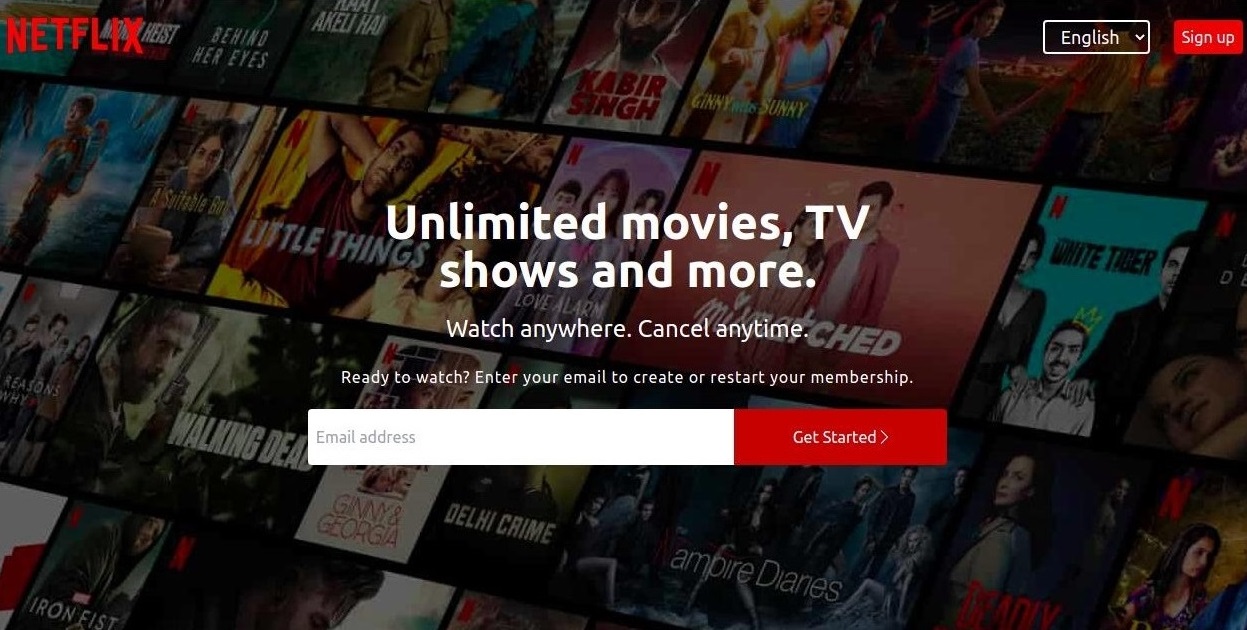 NETFLIX
English
Sign up
BEHIND
HER EYES
AKELI HAI
KABIR
SINGH
GINNY weds SUNNY
A Suitable Boy
LITTLE THINGS
Unlimited movies, TV
shows and more.
LOVE ALARM
Mismatched
WHITE TIGER
Watch anywhere. Cancel anytime.
Ready to watch? Enter your email to create or restart your membership.
REASONS
WHY
Email address
Get Started
WALKING DEAD
GINNY &
GEORGIA
DELHI CRIME
Vampire Diaries
IRON FIST
DEADLY